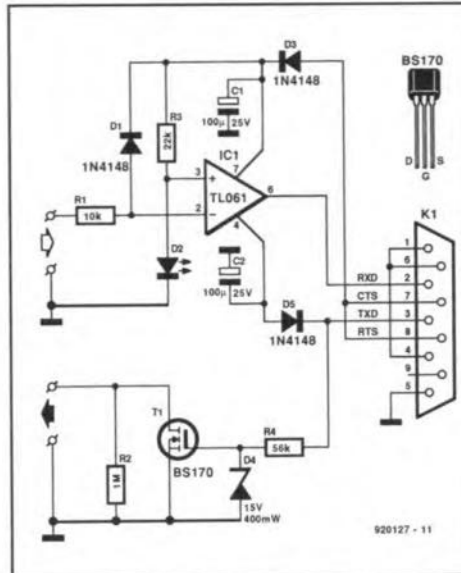 D3
1N4148
BS170
D G S
C1
100µ 25V
R3
22k
D1
1N4148
IC1
TL061
7
3 +
2 −
6
4
R1
10k
D2
C2
100µ 25V
D5
1N4148
K1
RXD
CTS
TXD
RTS
1
6
2
7
3
8
4
9
5
T1
BS170
R2
1M
R4
56k
D4
15V
400mW
920127 - 11